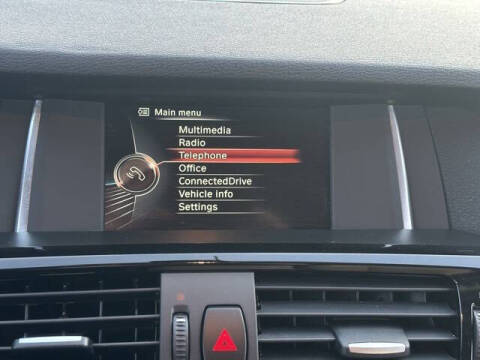 Main menu
Multimedia
Radio
Telephone
Office
ConnectedDrive
Vehicle info
Settings